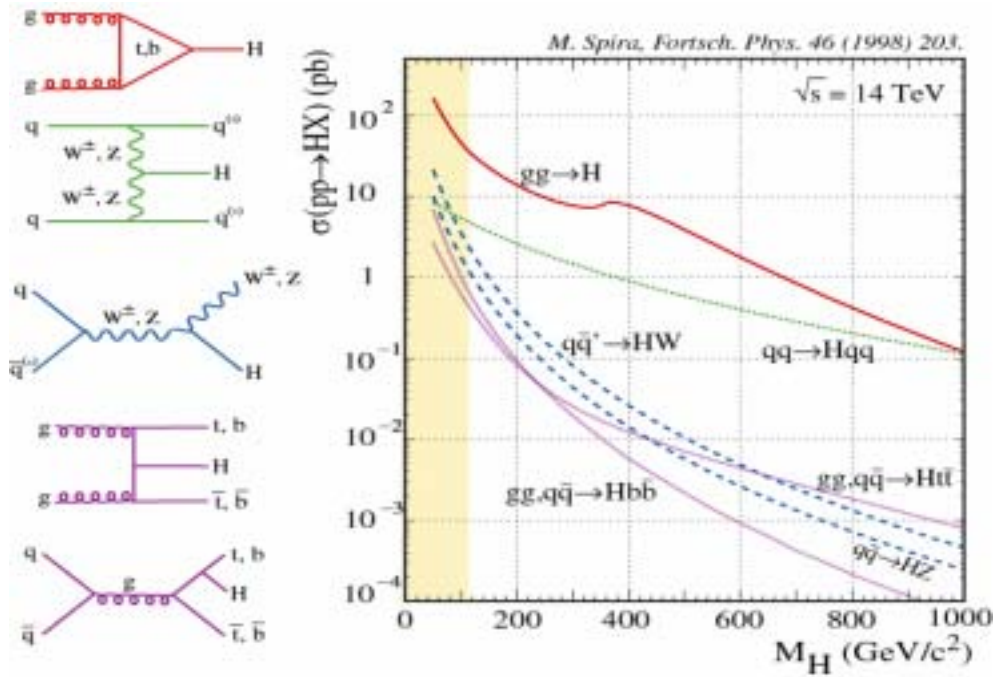 g
t,b
H
g
q
q⁽'⁾
W±, Z
H
W±, Z
q
q⁽'⁾
W±, Z
q
W±, Z
q̄⁽'⁾
H
g
t, b
H
g
t̄, b̄
q
t, b
g
H
q̄
t̄, b̄
M. Spira, Fortsch. Phys. 46 (1998) 203.
σ(pp→HX) (pb)
√s = 14 TeV
10²
gg→H
10
1
qq̄'→HW
qq→Hqq
10⁻¹
10⁻²
gg,qq̄→Hbb̄
gg,qq̄→Htt̄
10⁻³
qq̄→HZ
10⁻⁴
0
200
400
600
800
1000
M_H (GeV/c²)